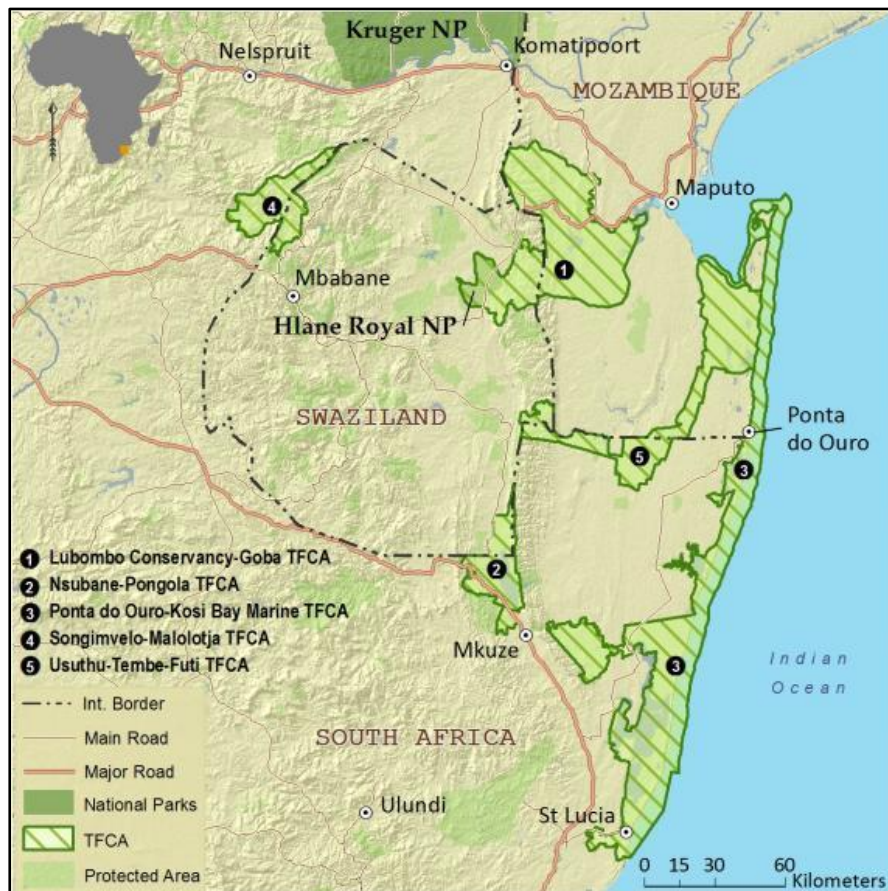 Kruger NP
Nelspruit
Komatipoort
MOZAMBIQUE
Maputo
4
1
Mbabane
Hlane Royal NP
SWAZILAND
Ponta
do Ouro
5
3
1 Lubombo Conservancy-Goba TFCA
2 Nsubane-Pongola TFCA
3 Ponta do Ouro-Kosi Bay Marine TFCA
4 Songimvelo-Malolotja TFCA
5 Usuthu-Tembe-Futi TFCA
2
Mkuze
3
Indian
Ocean
Int. Border
Main Road
Major Road
National Parks
TFCA
Protected Area
SOUTH AFRICA
Ulundi
St Lucia
0 15 30 60
Kilometers